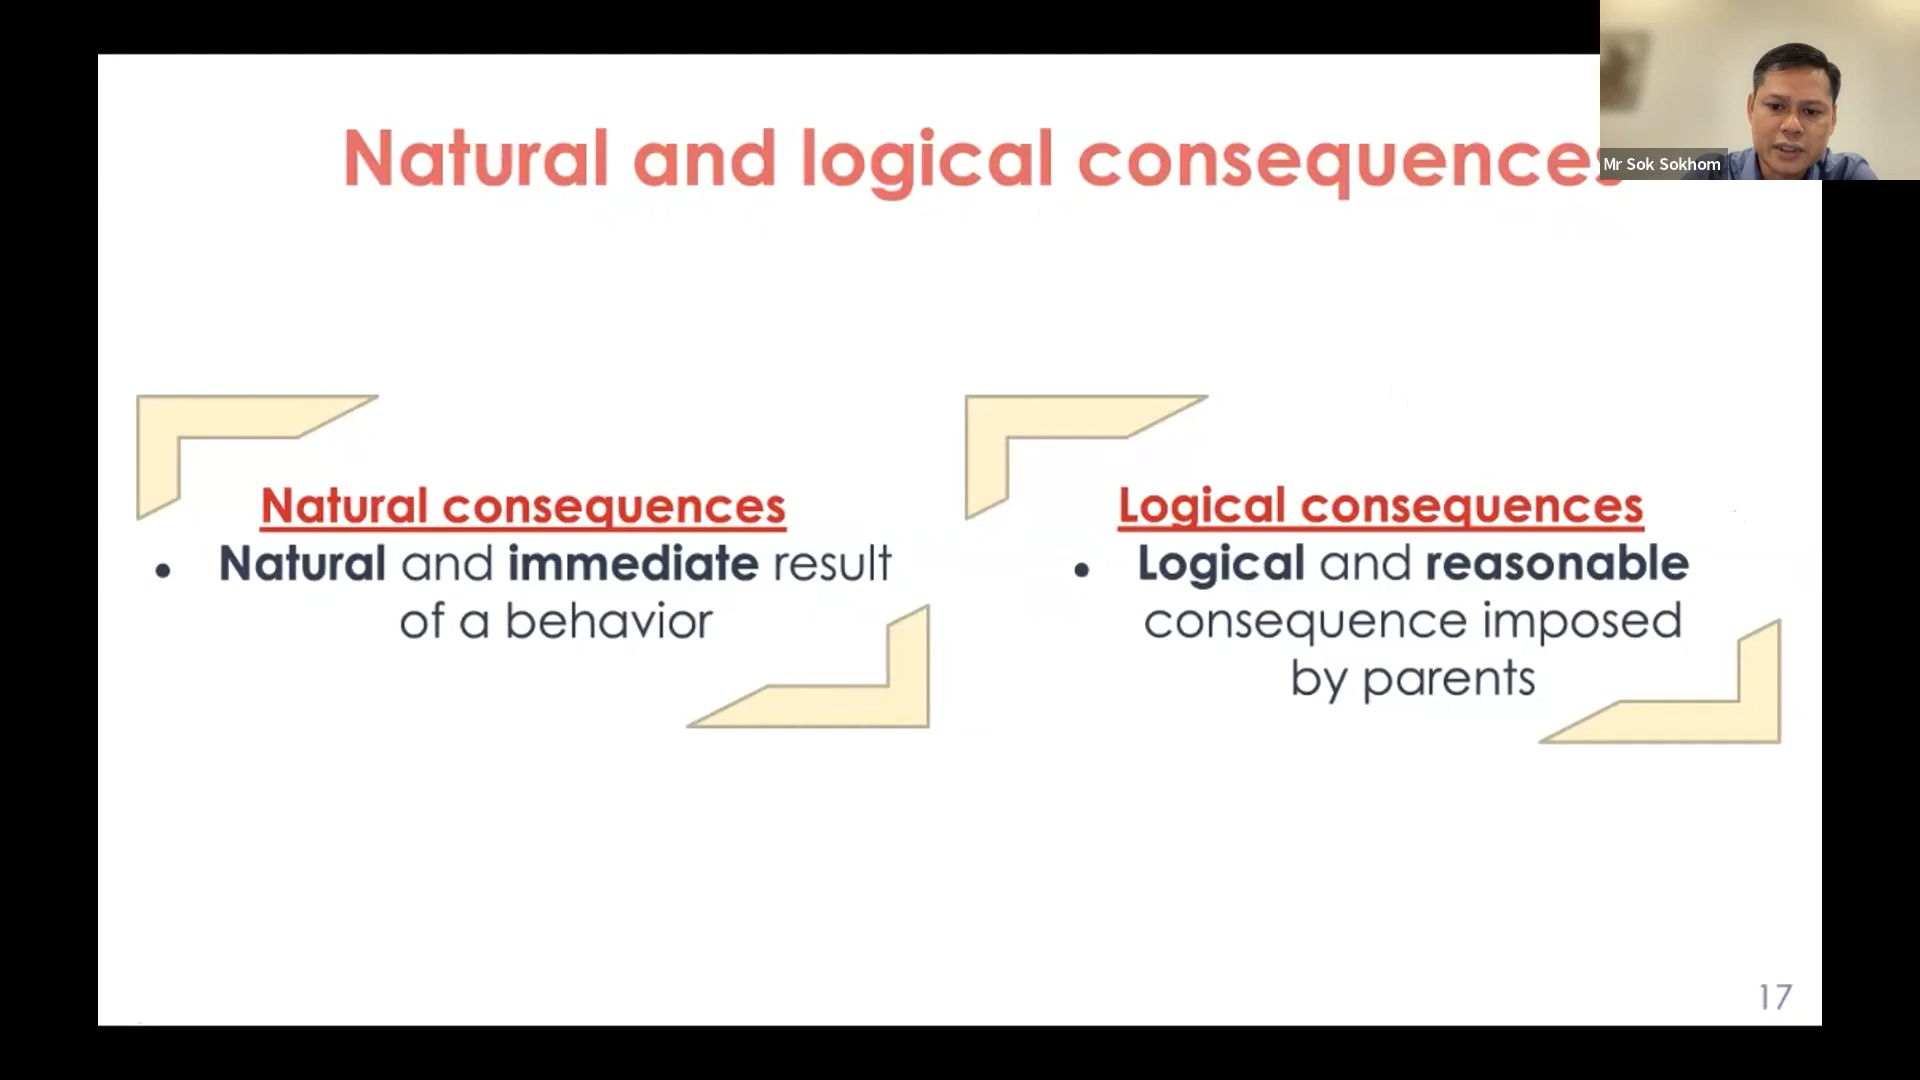 Natural and logical consequences
Mr Sok Sokhom
Natural consequences
• Natural and immediate result
of a behavior
Logical consequences
• Logical and reasonable
consequence imposed
by parents
17